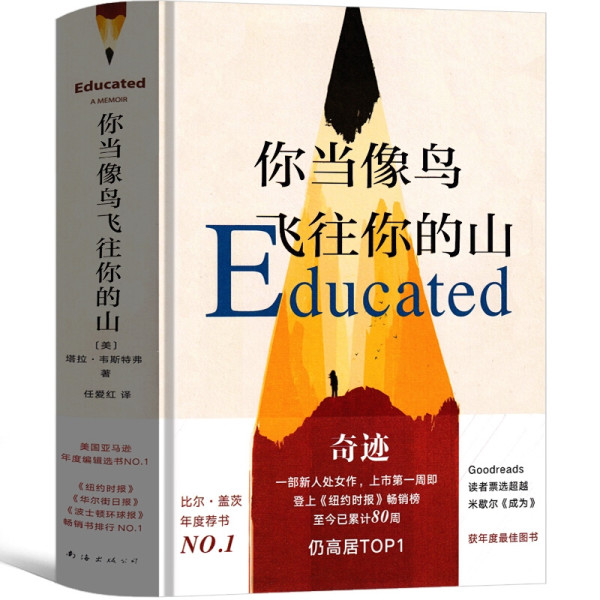 Educated
A MEMOIR
你当像鸟飞往你的山
［美］
塔拉·韦斯特弗
著
任爱红 译
美国亚马逊
年度编辑选书NO.1
《纽约时报》
《华尔街日报》
《波士顿环球报》
畅销书排行 NO.1
南海出版公司
你当像鸟
飞往你的山
Educated
奇迹
一部新人处女作，上市第一周即
登上《纽约时报》畅销榜
至今已累计80周
仍高居TOP1
比尔·盖茨
年度荐书
NO.1
Goodreads
读者票选超越
米歇尔《成为》
获年度最佳图书